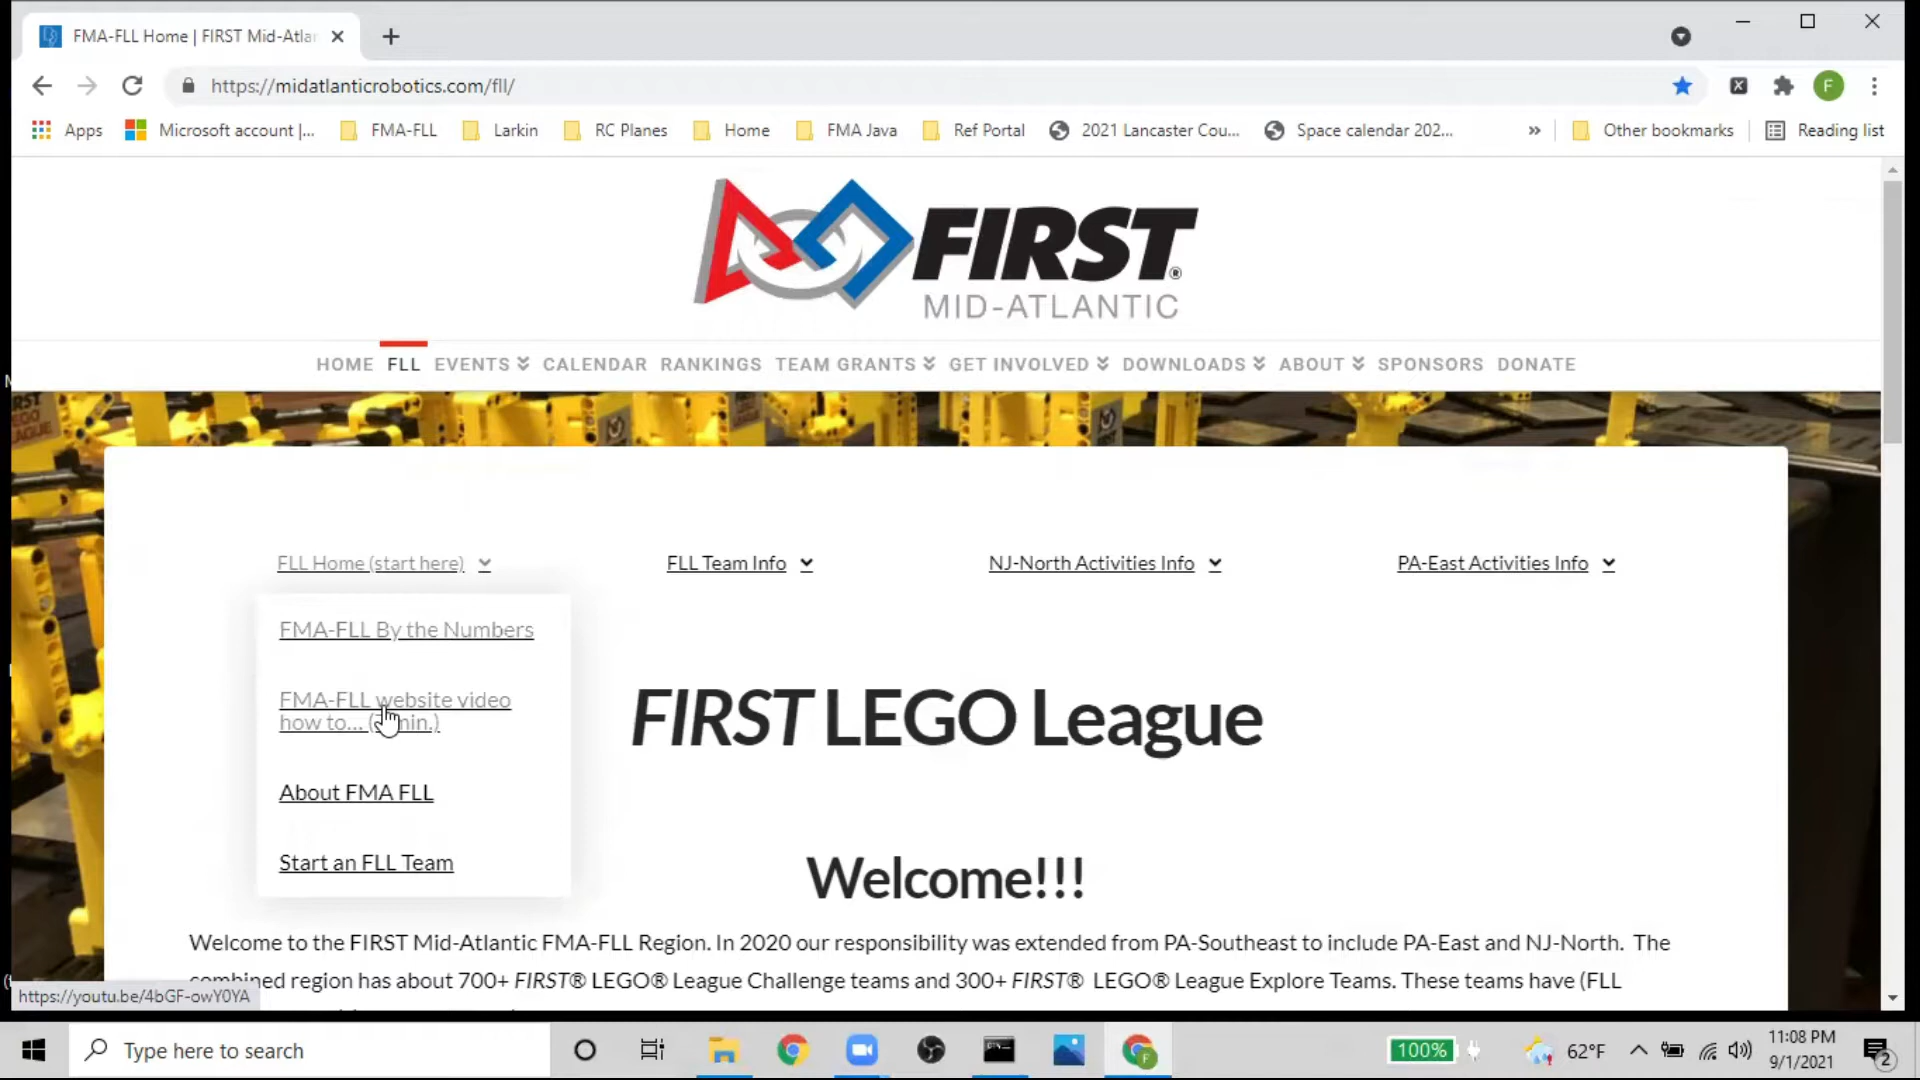 FMA-FLL Home | FIRST Mid-Atla
https://midatlanticrobotics.com/fll/
F
Apps
Microsoft account |...
FMA-FLL
Larkin
RC Planes
Home
FMA Java
Ref Portal
2021 Lancaster Cou...
Space calendar 202...
»
Other bookmarks
Reading list
FIRST®
MID-ATLANTIC
HOME FLL EVENTS CALENDAR RANKINGS TEAM GRANTS GET INVOLVED DOWNLOADS ABOUT SPONSORS DONATE
FLL Home (start here)
FLL Team Info
NJ-North Activities Info
PA-East Activities Info
FMA-FLL By the Numbers
FMA-FLL website video
how to... ( min.)
About FMA FLL
Start an FLL Team
FIRST LEGO League
Welcome!!!
Welcome to the FIRST Mid-Atlantic FMA-FLL Region. In 2020 our responsibility was extended from PA-Southeast to include PA-East and NJ-North. The
combined region has about 700+ FIRST® LEGO® League Challenge teams and 300+ FIRST® LEGO® League Explore Teams. These teams have (FLL
https://youtu.be/4bGF-owY0YA
Type here to search
F
100%
62°F
11:08 PM
9/1/2021
2